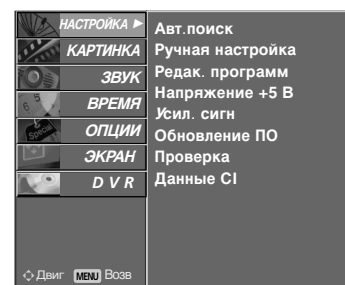 НАСТРОЙКА ►
КАРТИНКА
ЗВУК
ВРЕМЯ
ОПЦИИ
ЭКРАН
D V R
Авт.поиск
Ручная настройка
Редак. программ
Напряжение +5 В
Усил. сигн
Обновление ПО
Проверка
Данные CI
Двиг MENU Возв